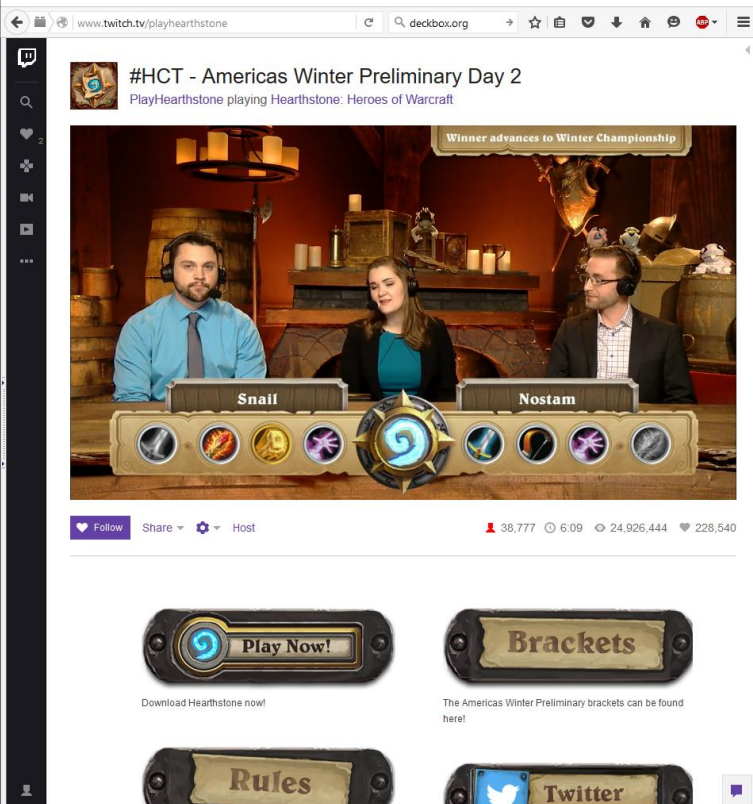 www.twitch.tv/playhearthstone
deckbox.org
ABP
#HCT - Americas Winter Preliminary Day 2
PlayHearthstone playing Hearthstone: Heroes of Warcraft
2
Winner advances to Winter Championship
Snail
Nostam
Follow
Share
Host
38,777
6:09
24,926,444
228,540
Play Now!
Brackets
Download Hearthstone now!
The Americas Winter Preliminary brackets can be found
here!
Rules
Twitter